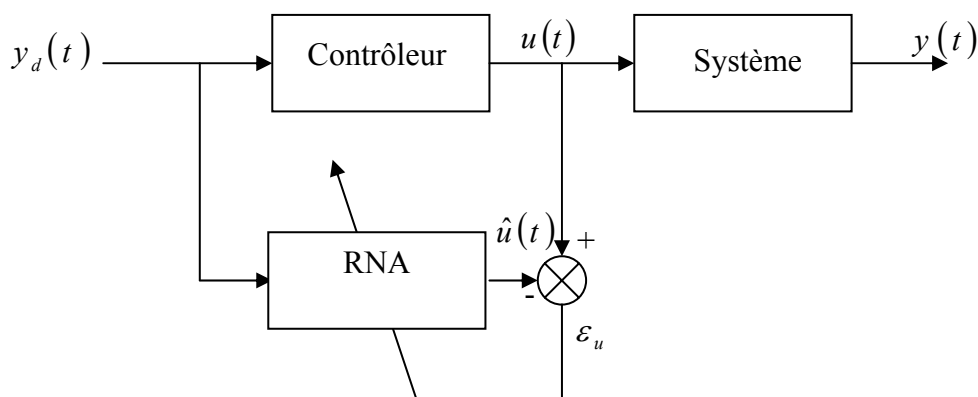 y_d(t)
Contrôleur
u(t)
Système
y(t)
RNA
û(t)
+
-
ε_u